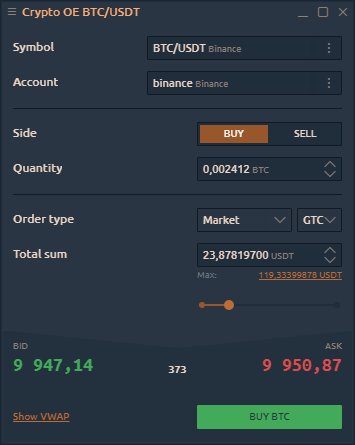 Crypto OE BTC/USDT
Symbol BTC/USDT Binance
Account binance Binance
Side BUY SELL
Quantity 0,002412 BTC
Order type Market GTC
Total sum 23,87819700 USDT
Max: 119,33399878 USDT
BID ASK
9 947,14 373 9 950,87
Show VWAP BUY BTC